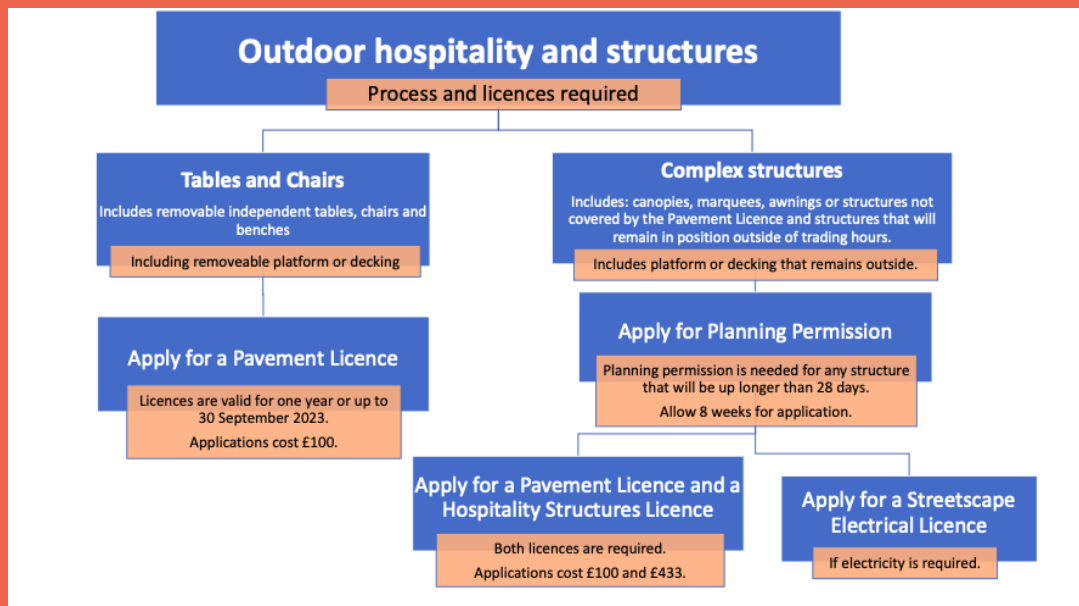 Outdoor hospitality and structures
Process and licences required
Tables and Chairs
Includes removable independent tables, chairs and
benches
Including removeable platform or decking
Apply for a Pavement Licence
Licences are valid for one year or up to
30 September 2023.
Applications cost £100.
Complex structures
Includes: canopies, marquees, awnings or structures not
covered by the Pavement Licence and structures that will
remain in position outside of trading hours.
Includes platform or decking that remains outside.
Apply for Planning Permission
Planning permission is needed for any structure
that will be up longer than 28 days.
Allow 8 weeks for application.
Apply for a Pavement Licence and a
Hospitality Structures Licence
Both licences are required.
Applications cost £100 and £433.
Apply for a Streetscape
Electrical Licence
If electricity is required.